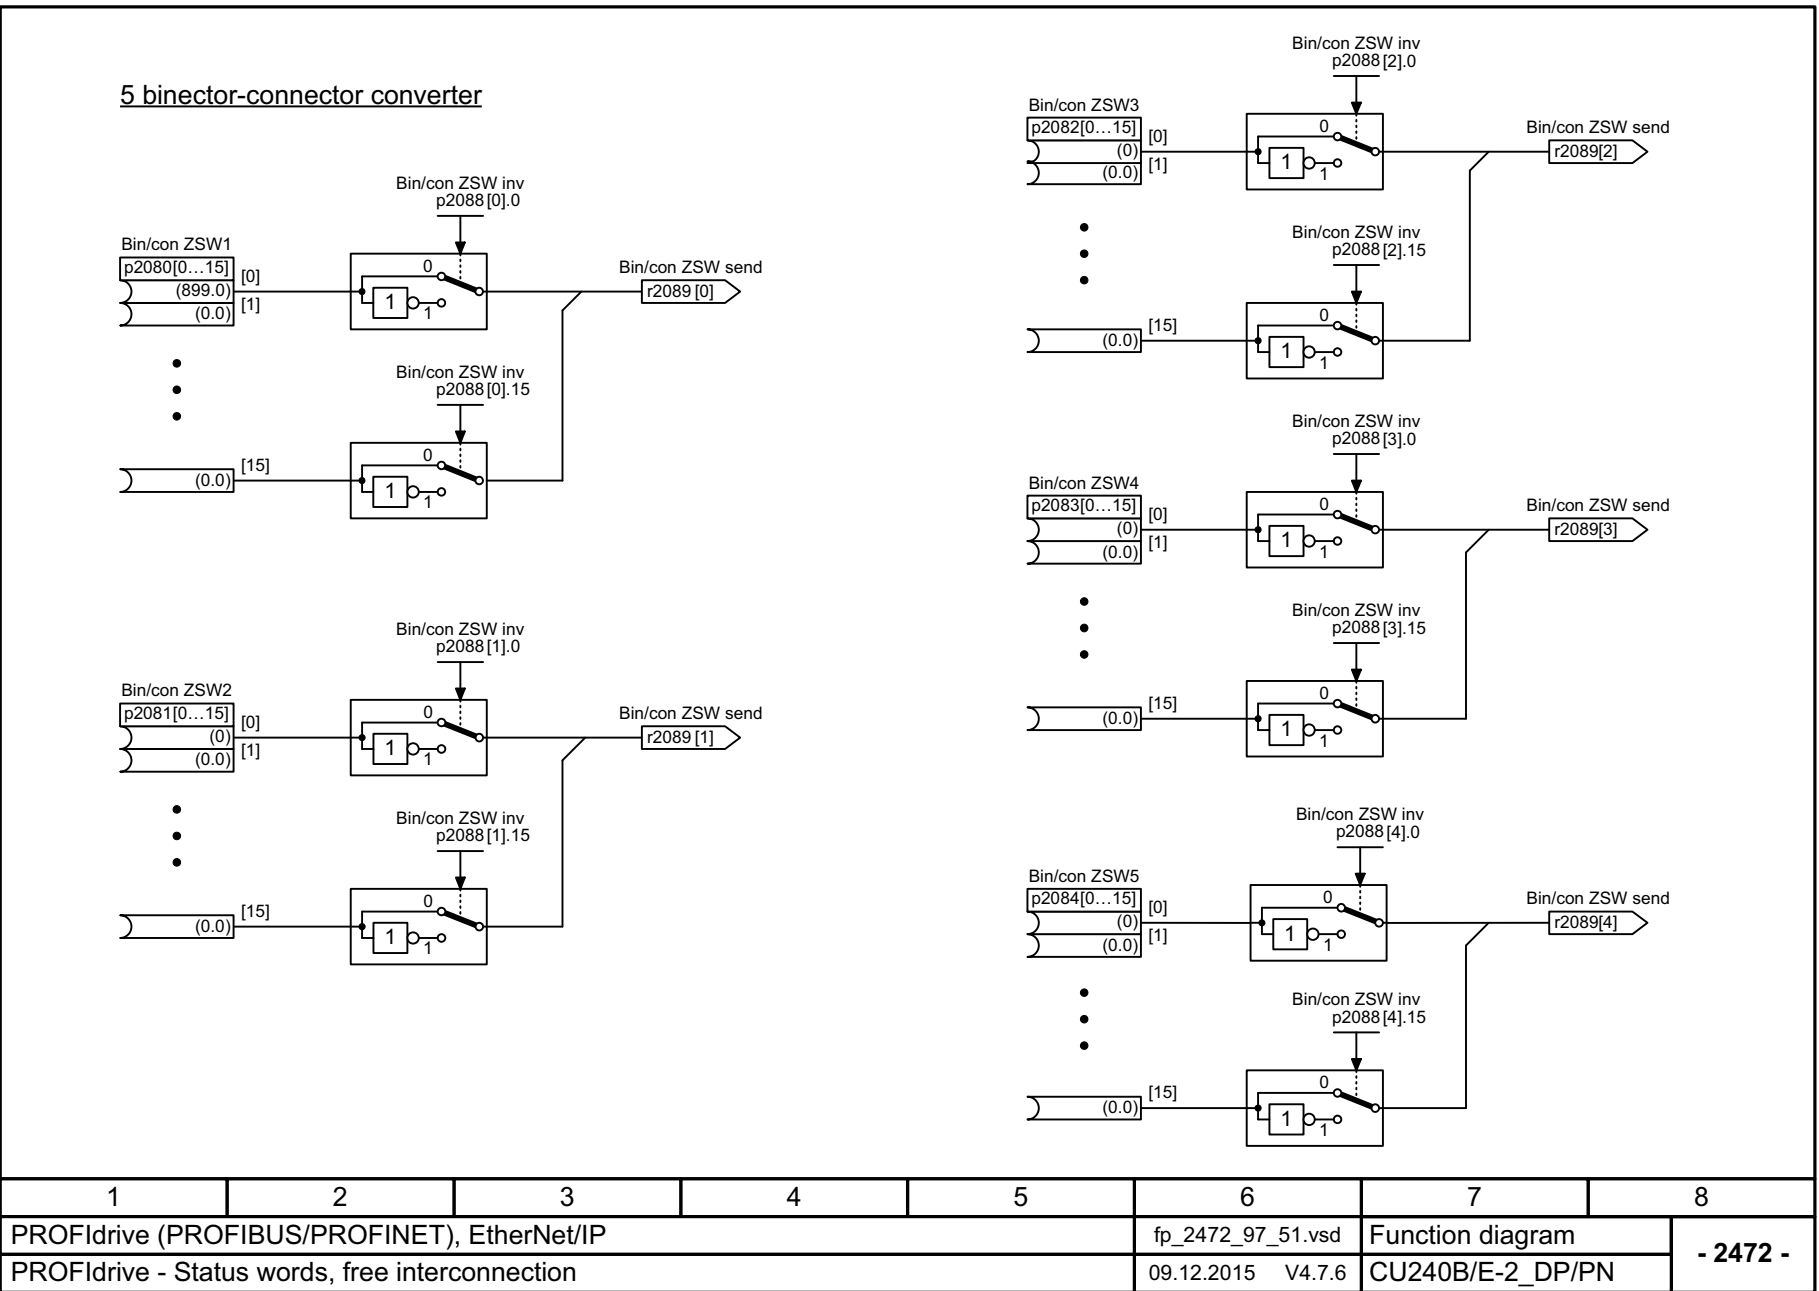 5 binector-connector converter
Bin/con ZSW inv
p2088[0].0
Bin/con ZSW1
p2080[0...15]
[0]
(899.0)
[1]
(0.0)
0
1
1
Bin/con ZSW send
r2089[0]
Bin/con ZSW inv
p2088[0].15
[15]
(0.0)
0
1
1
Bin/con ZSW inv
p2088[1].0
Bin/con ZSW2
p2081[0...15]
[0]
(0)
[1]
(0.0)
0
1
1
Bin/con ZSW send
r2089[1]
Bin/con ZSW inv
p2088[1].15
[15]
(0.0)
0
1
1
Bin/con ZSW inv
p2088[2].0
Bin/con ZSW3
p2082[0...15]
[0]
(0)
[1]
(0.0)
0
1
1
Bin/con ZSW send
r2089[2]
Bin/con ZSW inv
p2088[2].15
[15]
(0.0)
0
1
1
Bin/con ZSW inv
p2088[3].0
Bin/con ZSW4
p2083[0...15]
[0]
(0)
[1]
(0.0)
0
1
1
Bin/con ZSW send
r2089[3]
Bin/con ZSW inv
p2088[3].15
[15]
(0.0)
0
1
1
Bin/con ZSW inv
p2088[4].0
Bin/con ZSW5
p2084[0...15]
[0]
(0)
[1]
(0.0)
0
1
1
Bin/con ZSW send
r2089[4]
Bin/con ZSW inv
p2088[4].15
[15]
(0.0)
0
1
1
1 2 3 4 5 6 7 8
PROFIdrive (PROFIBUS/PROFINET), EtherNet/IP
fp_2472_97_51.vsd
Function diagram
- 2472 -
PROFIdrive - Status words, free interconnection
09.12.2015 V4.7.6
CU240B/E-2_DP/PN